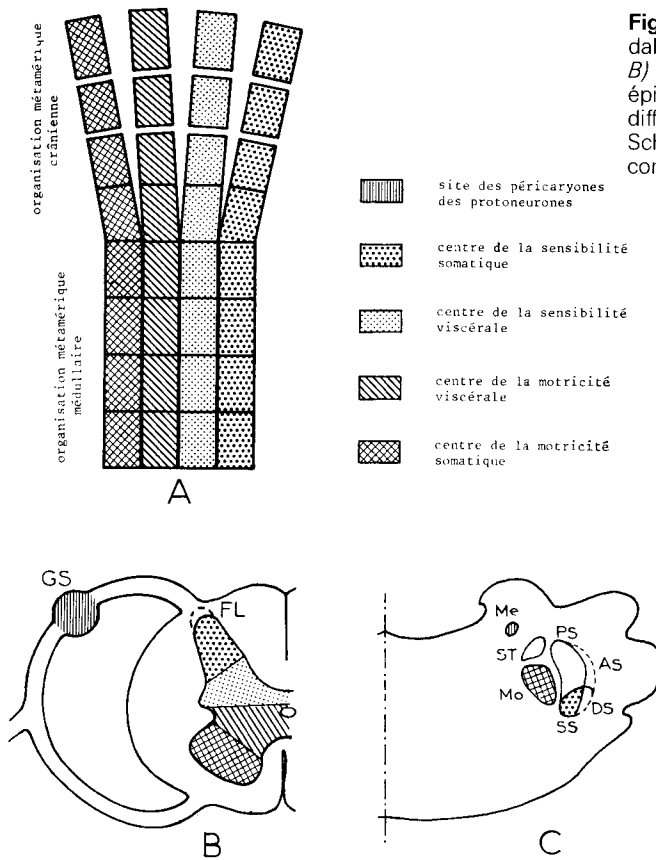 Fig
dal
B)
épi
diff
Sch
con
organisation métamérique
crânienne
organisation métamérique
médullaire
A
site des péricaryones
des protoneurones
centre de la sensibilité
somatique
centre de la sensibilité
viscérale
centre de la motricité
viscérale
centre de la motricité
somatique
GS
FL
B
Me
ST
PS
AS
Mo
DS
SS
C